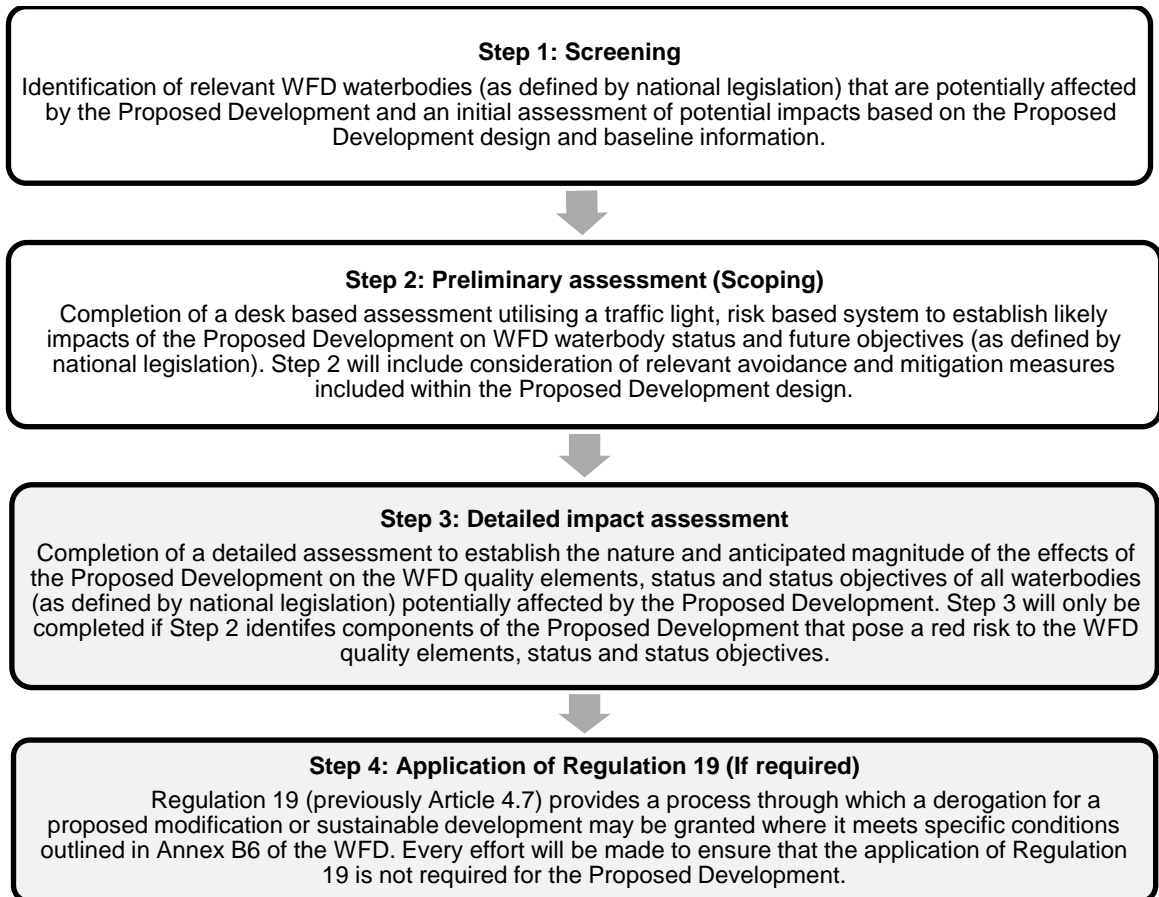 Step 1: Screening
Identification of relevant WFD waterbodies (as defined by national legislation) that are potentially affected
by the Proposed Development and an initial assessment of potential impacts based on the Proposed
Development design and baseline information.
Step 2: Preliminary assessment (Scoping)
Completion of a desk based assessment utilising a traffic light, risk based system to establish likely
impacts of the Proposed Development on WFD waterbody status and future objectives (as defined by
national legislation). Step 2 will include consideration of relevant avoidance and mitigation measures
included within the Proposed Development design.
Step 3: Detailed impact assessment
Completion of a detailed assessment to establish the nature and anticipated magnitude of the effects of
the Proposed Development on the WFD quality elements, status and status objectives of all waterbodies
(as defined by national legislation) potentially affected by the Proposed Development. Step 3 will only be
completed if Step 2 identifes components of the Proposed Development that pose a red risk to the WFD
quality elements, status and status objectives.
Step 4: Application of Regulation 19 (If required)
Regulation 19 (previously Article 4.7) provides a process through which a derogation for a
proposed modification or sustainable development may be granted where it meets specific conditions
outlined in Annex B6 of the WFD. Every effort will be made to ensure that the application of Regulation
19 is not required for the Proposed Development.